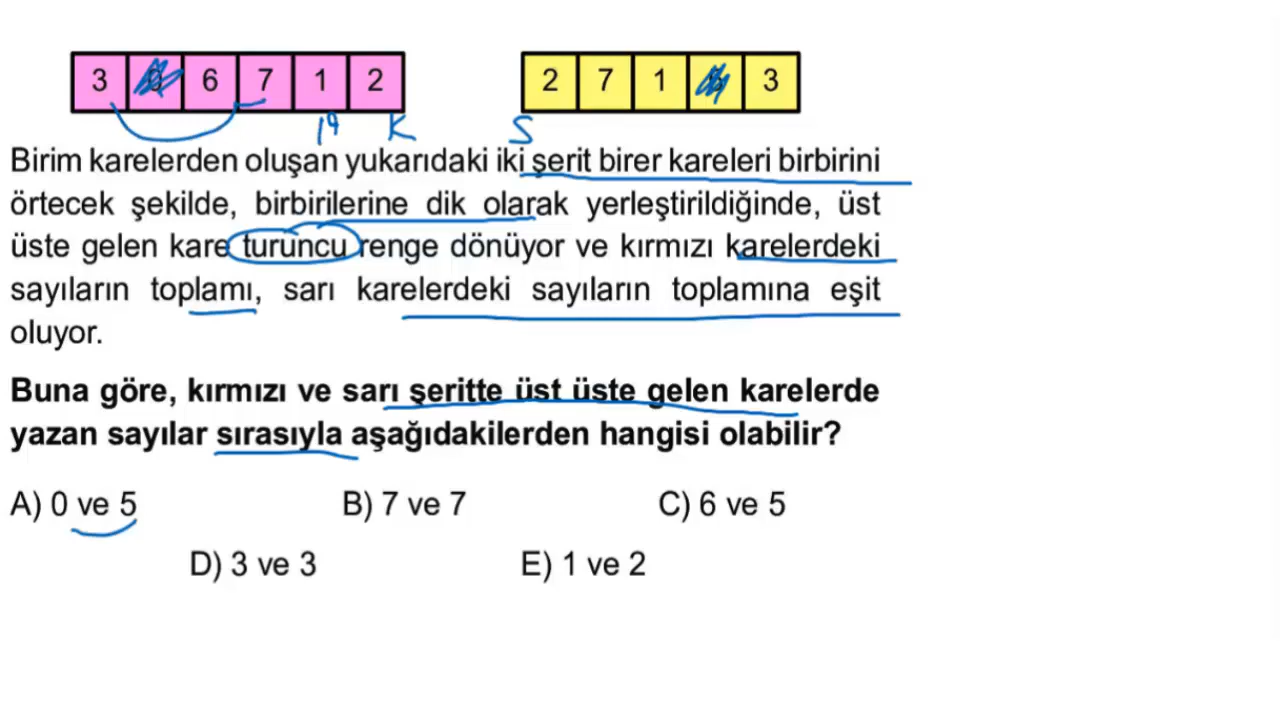 3 0 6 7 1 2 2 7 1 3
19 K S
Birim karelerden oluşan yukarıdaki iki şerit birer kareleri birbirini
örtecek şekilde, birbirilerine dik olarak yerleştirildiğinde, üst
üste gelen kare turuncu renge dönüyor ve kırmızı karelerdeki
sayıların toplamı, sarı karelerdeki sayıların toplamına eşit
oluyor.
Buna göre, kırmızı ve sarı şeritte üst üste gelen karelerde
yazan sayılar sırasıyla aşağıdakilerden hangisi olabilir?
A) 0 ve 5 B) 7 ve 7 C) 6 ve 5
D) 3 ve 3 E) 1 ve 2